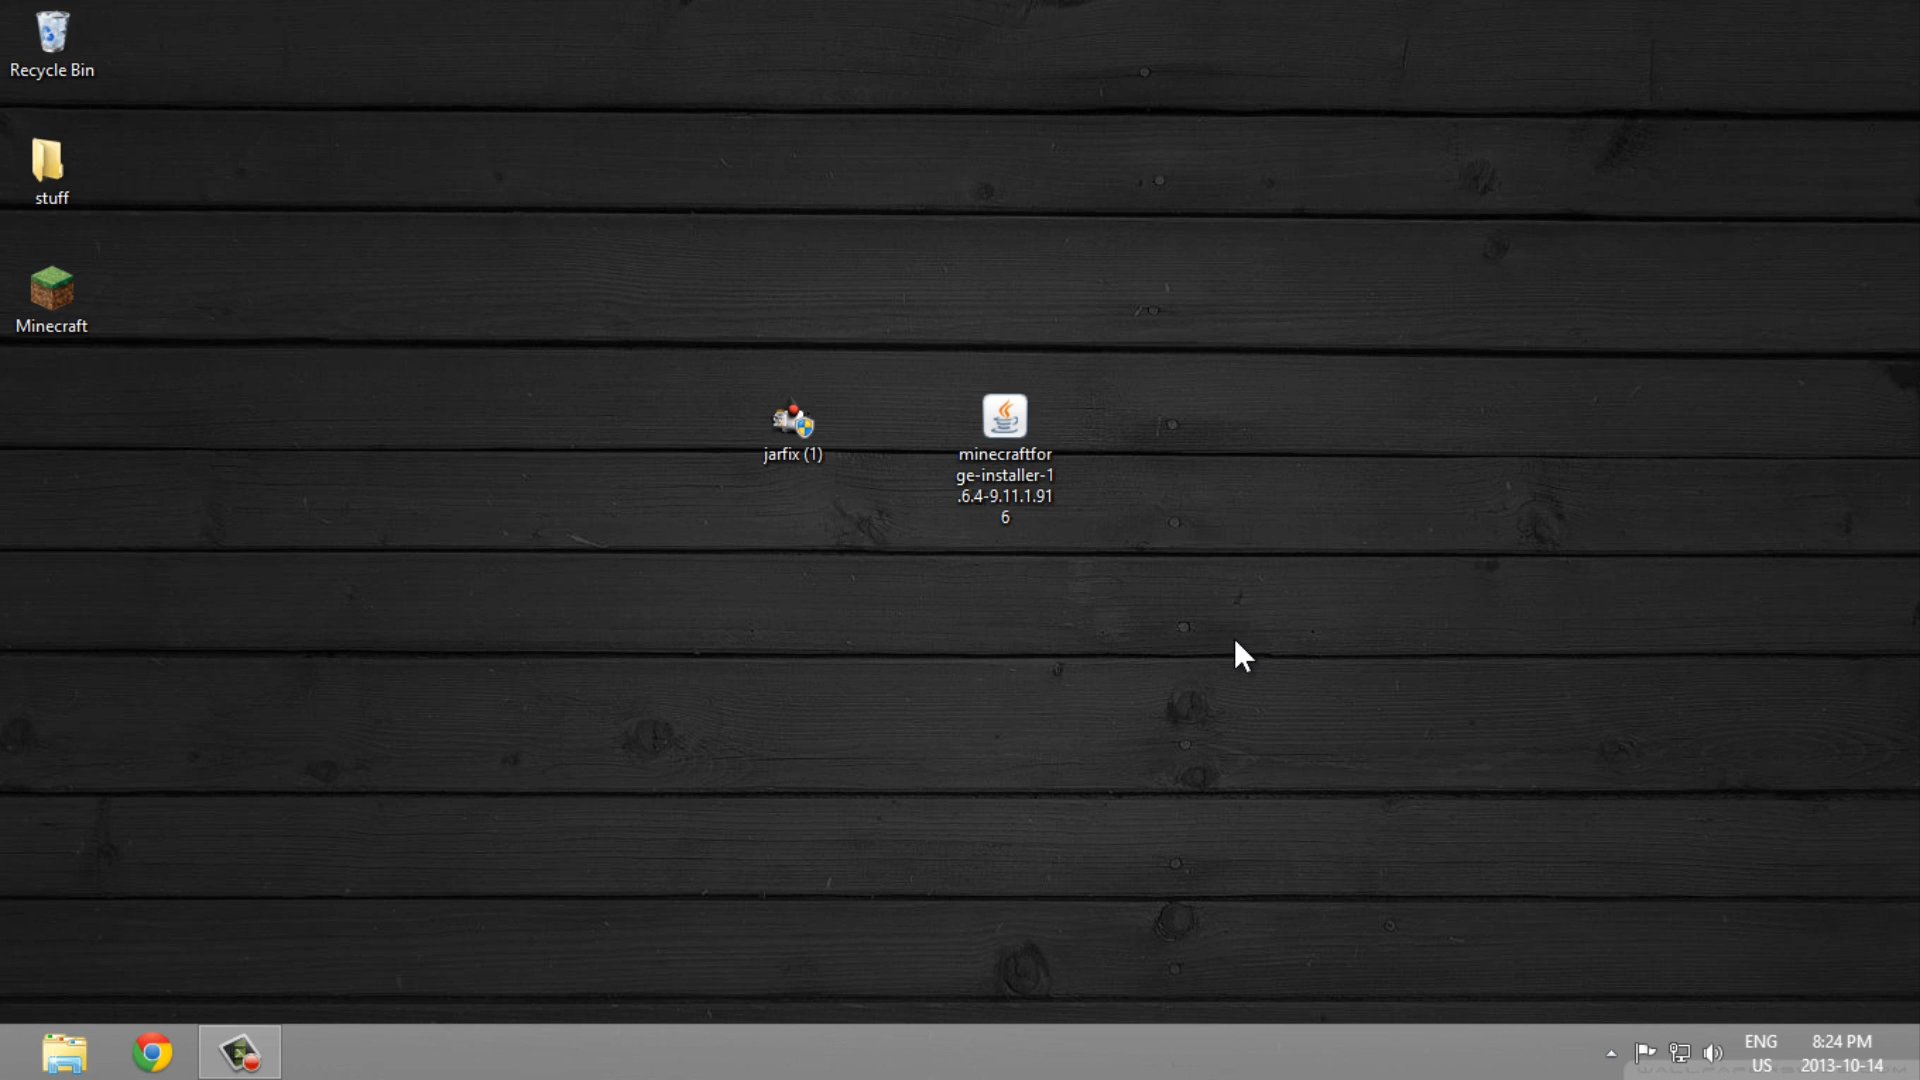 Recycle Bin
stuff
Minecraft
jarfix (1)
minecraftfor
ge-installer-1
.6.4-9.11.1.91
6
ENG
US
8:24 PM
2013-10-14